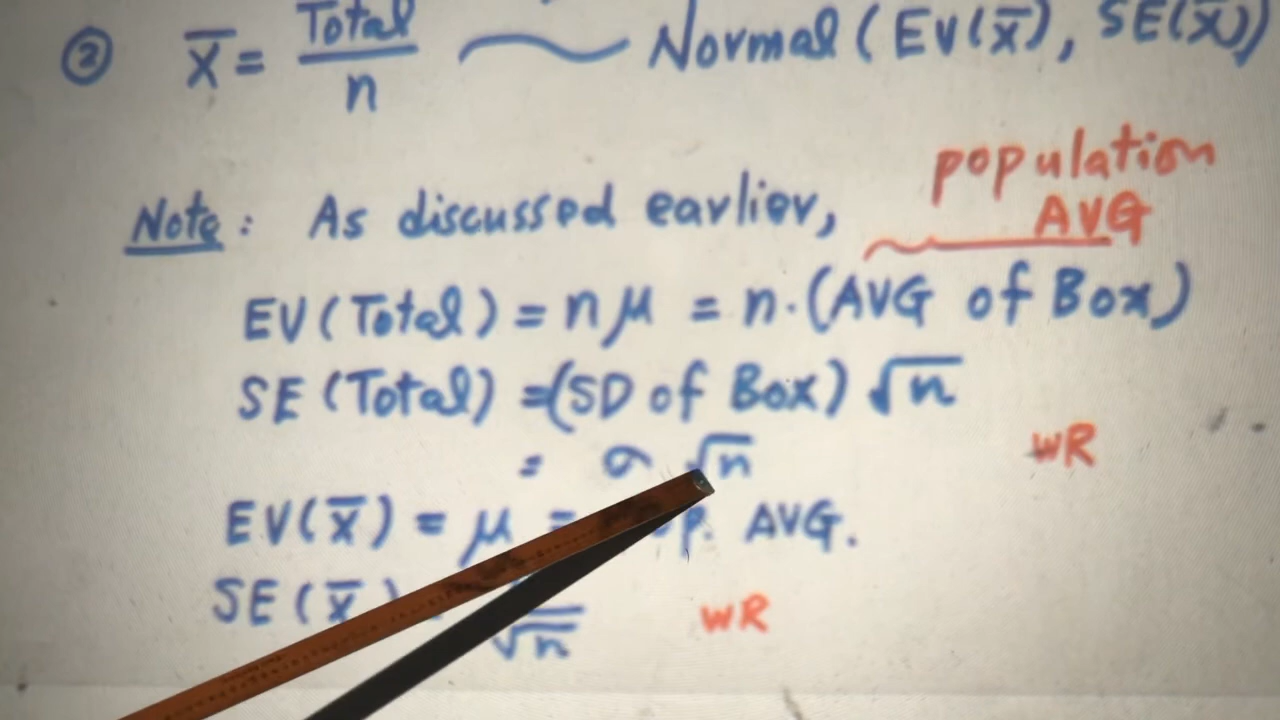 ② x̄ = Total/n ~ Normal (EV(x̄), SE(x̄))
population
Note: As discussed earlier, AVG
EV(Total) = nμ = n·(AVG of Box)
SE(Total) = (SD of Box) √n
= σ √n WR
EV(x̄) = μ = p. AVG.
SE(x̄ √n WR